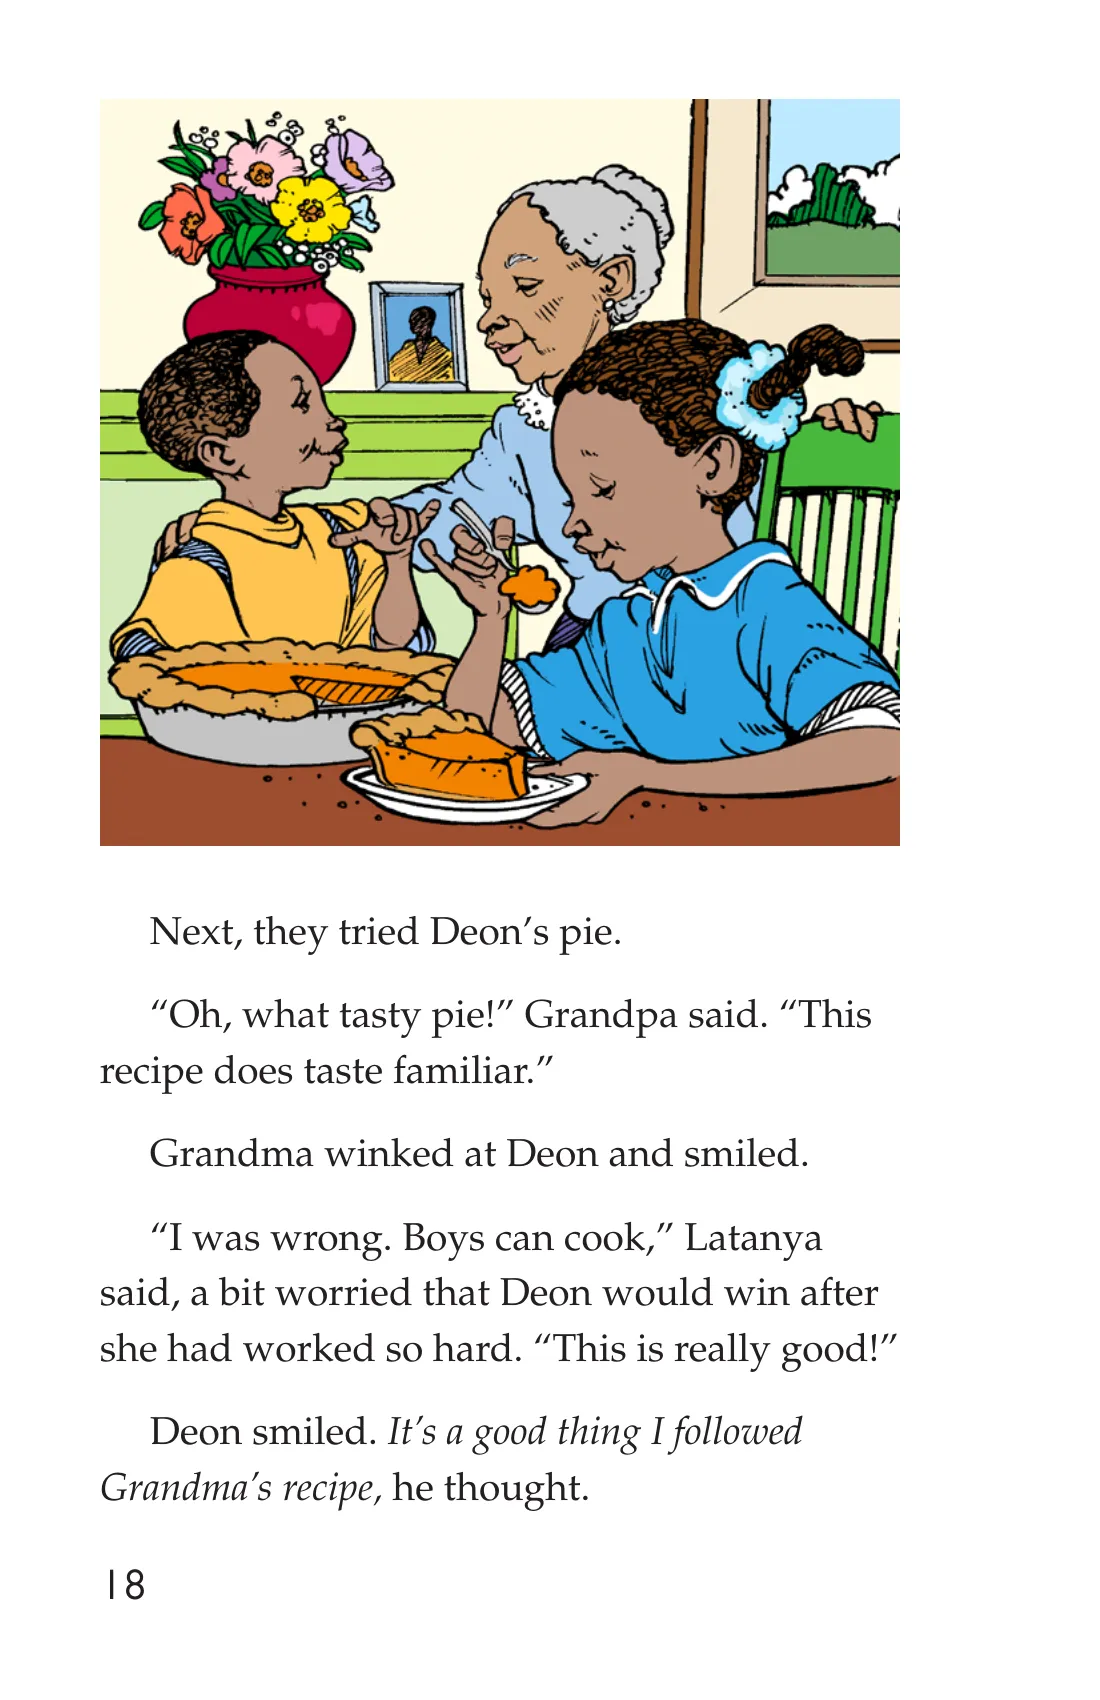 Next, they tried Deon’s pie.
“Oh, what tasty pie!” Grandpa said. “This
recipe does taste familiar.”
Grandma winked at Deon and smiled.
“I was wrong. Boys can cook,” Latanya
said, a bit worried that Deon would win after
she had worked so hard. “This is really good!”
Deon smiled. It’s a good thing I followed
Grandma’s recipe, he thought.
18